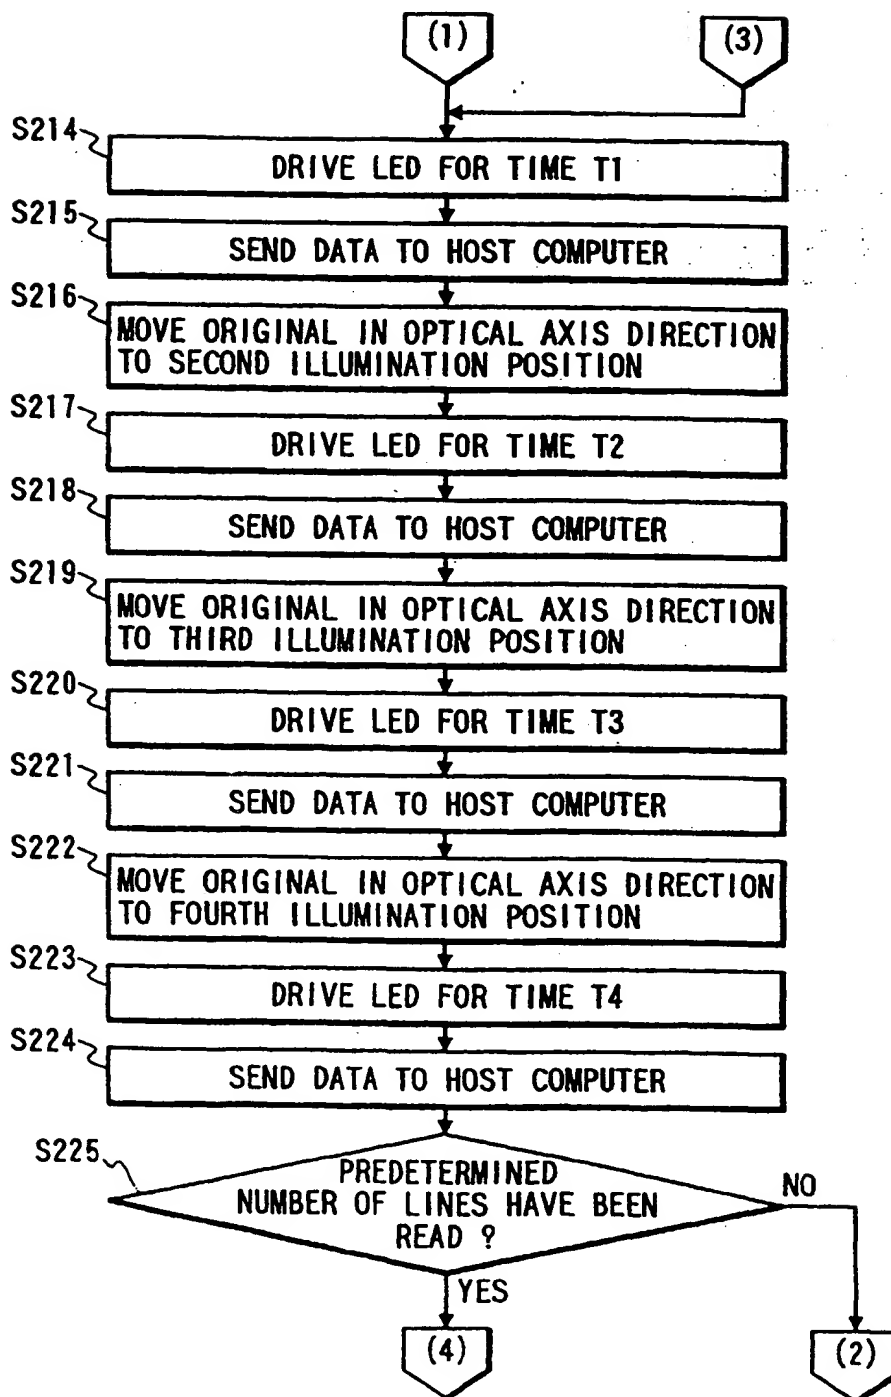 (1)
(3)
S214
DRIVE LED FOR TIME T1
S215
SEND DATA TO HOST COMPUTER
S216
MOVE ORIGINAL IN OPTICAL AXIS DIRECTION
TO SECOND ILLUMINATION POSITION
S217
DRIVE LED FOR TIME T2
S218
SEND DATA TO HOST COMPUTER
S219
MOVE ORIGINAL IN OPTICAL AXIS DIRECTION
TO THIRD ILLUMINATION POSITION
S220
DRIVE LED FOR TIME T3
S221
SEND DATA TO HOST COMPUTER
S222
MOVE ORIGINAL IN OPTICAL AXIS DIRECTION
TO FOURTH ILLUMINATION POSITION
S223
DRIVE LED FOR TIME T4
S224
SEND DATA TO HOST COMPUTER
S225
PREDETERMINED
NUMBER OF LINES HAVE BEEN
READ ?
NO
YES
(4)
(2)